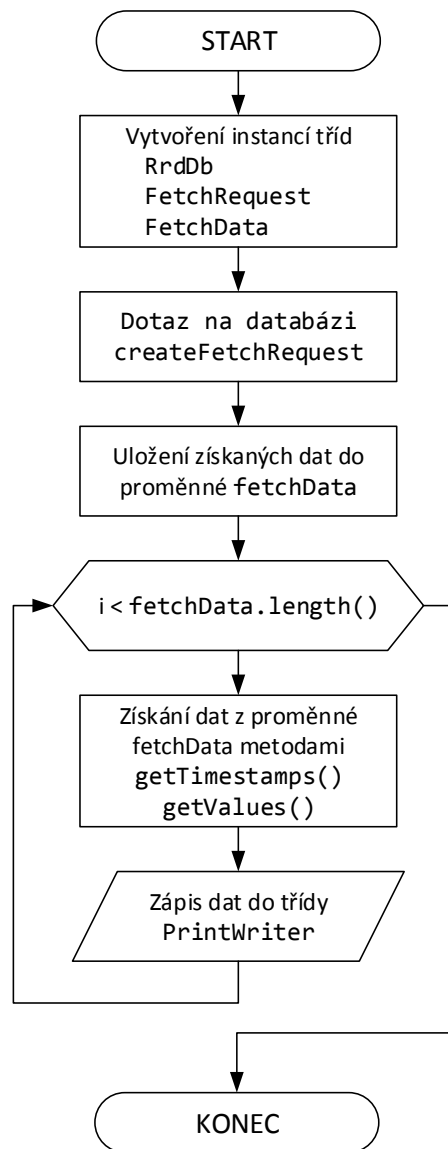 START
Vytvoření instancí tříd
RrdDb
FetchRequest
FetchData
Dotaz na databázi
createFetchRequest
Uložení získaných dat do
proměnné fetchData
i < fetchData.length()
Získání dat z proměnné
fetchData metodami
getTimestamps()
getValues()
Zápis dat do třídy
PrintWriter
KONEC